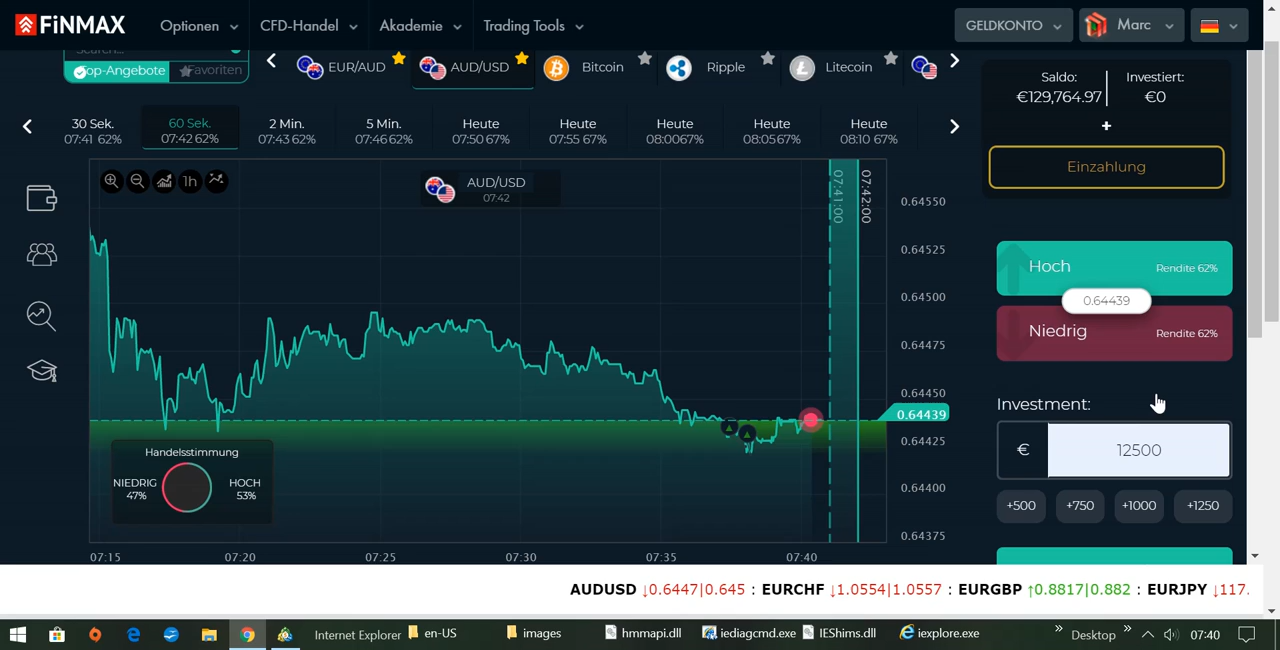 FiNMAX
Optionen
CFD-Handel
Akademie
Trading Tools
GELDKONTO
Marc
Search...
Top-Angebote
Favoriten
EUR/AUD
AUD/USD
Bitcoin
Ripple
Litecoin
30 Sek.
07:41 62%
60 Sek.
07:42 62%
2 Min.
07:43 62%
5 Min.
07:46 62%
Heute
07:50 67%
Heute
07:55 67%
Heute
08:00 67%
Heute
08:05 67%
Heute
08:10 67%
Saldo:
€129,764.97
Investiert:
€0
+
Einzahlung
1h
AUD/USD
07:42
07:41:00
07:42:00
0.64550
0.64525
0.64500
0.64475
0.64450
0.64439
0.64425
0.64400
0.64375
Handelsstimmung
NIEDRIG
47%
HOCH
53%
07:15
07:20
07:25
07:30
07:35
07:40
Hoch
Rendite 62%
0.64439
Niedrig
Rendite 62%
Investment:
€
12500
+500
+750
+1000
+1250
AUDUSD ↓0.6447|0.645 : EURCHF ↓1.0554|1.0557 : EURGBP ↑0.8817|0.882 : EURJPY ↓117.
Internet Explorer
en-US
images
hmmapi.dll
iediagcmd.exe
IEShims.dll
iexplore.exe
Desktop
07:40